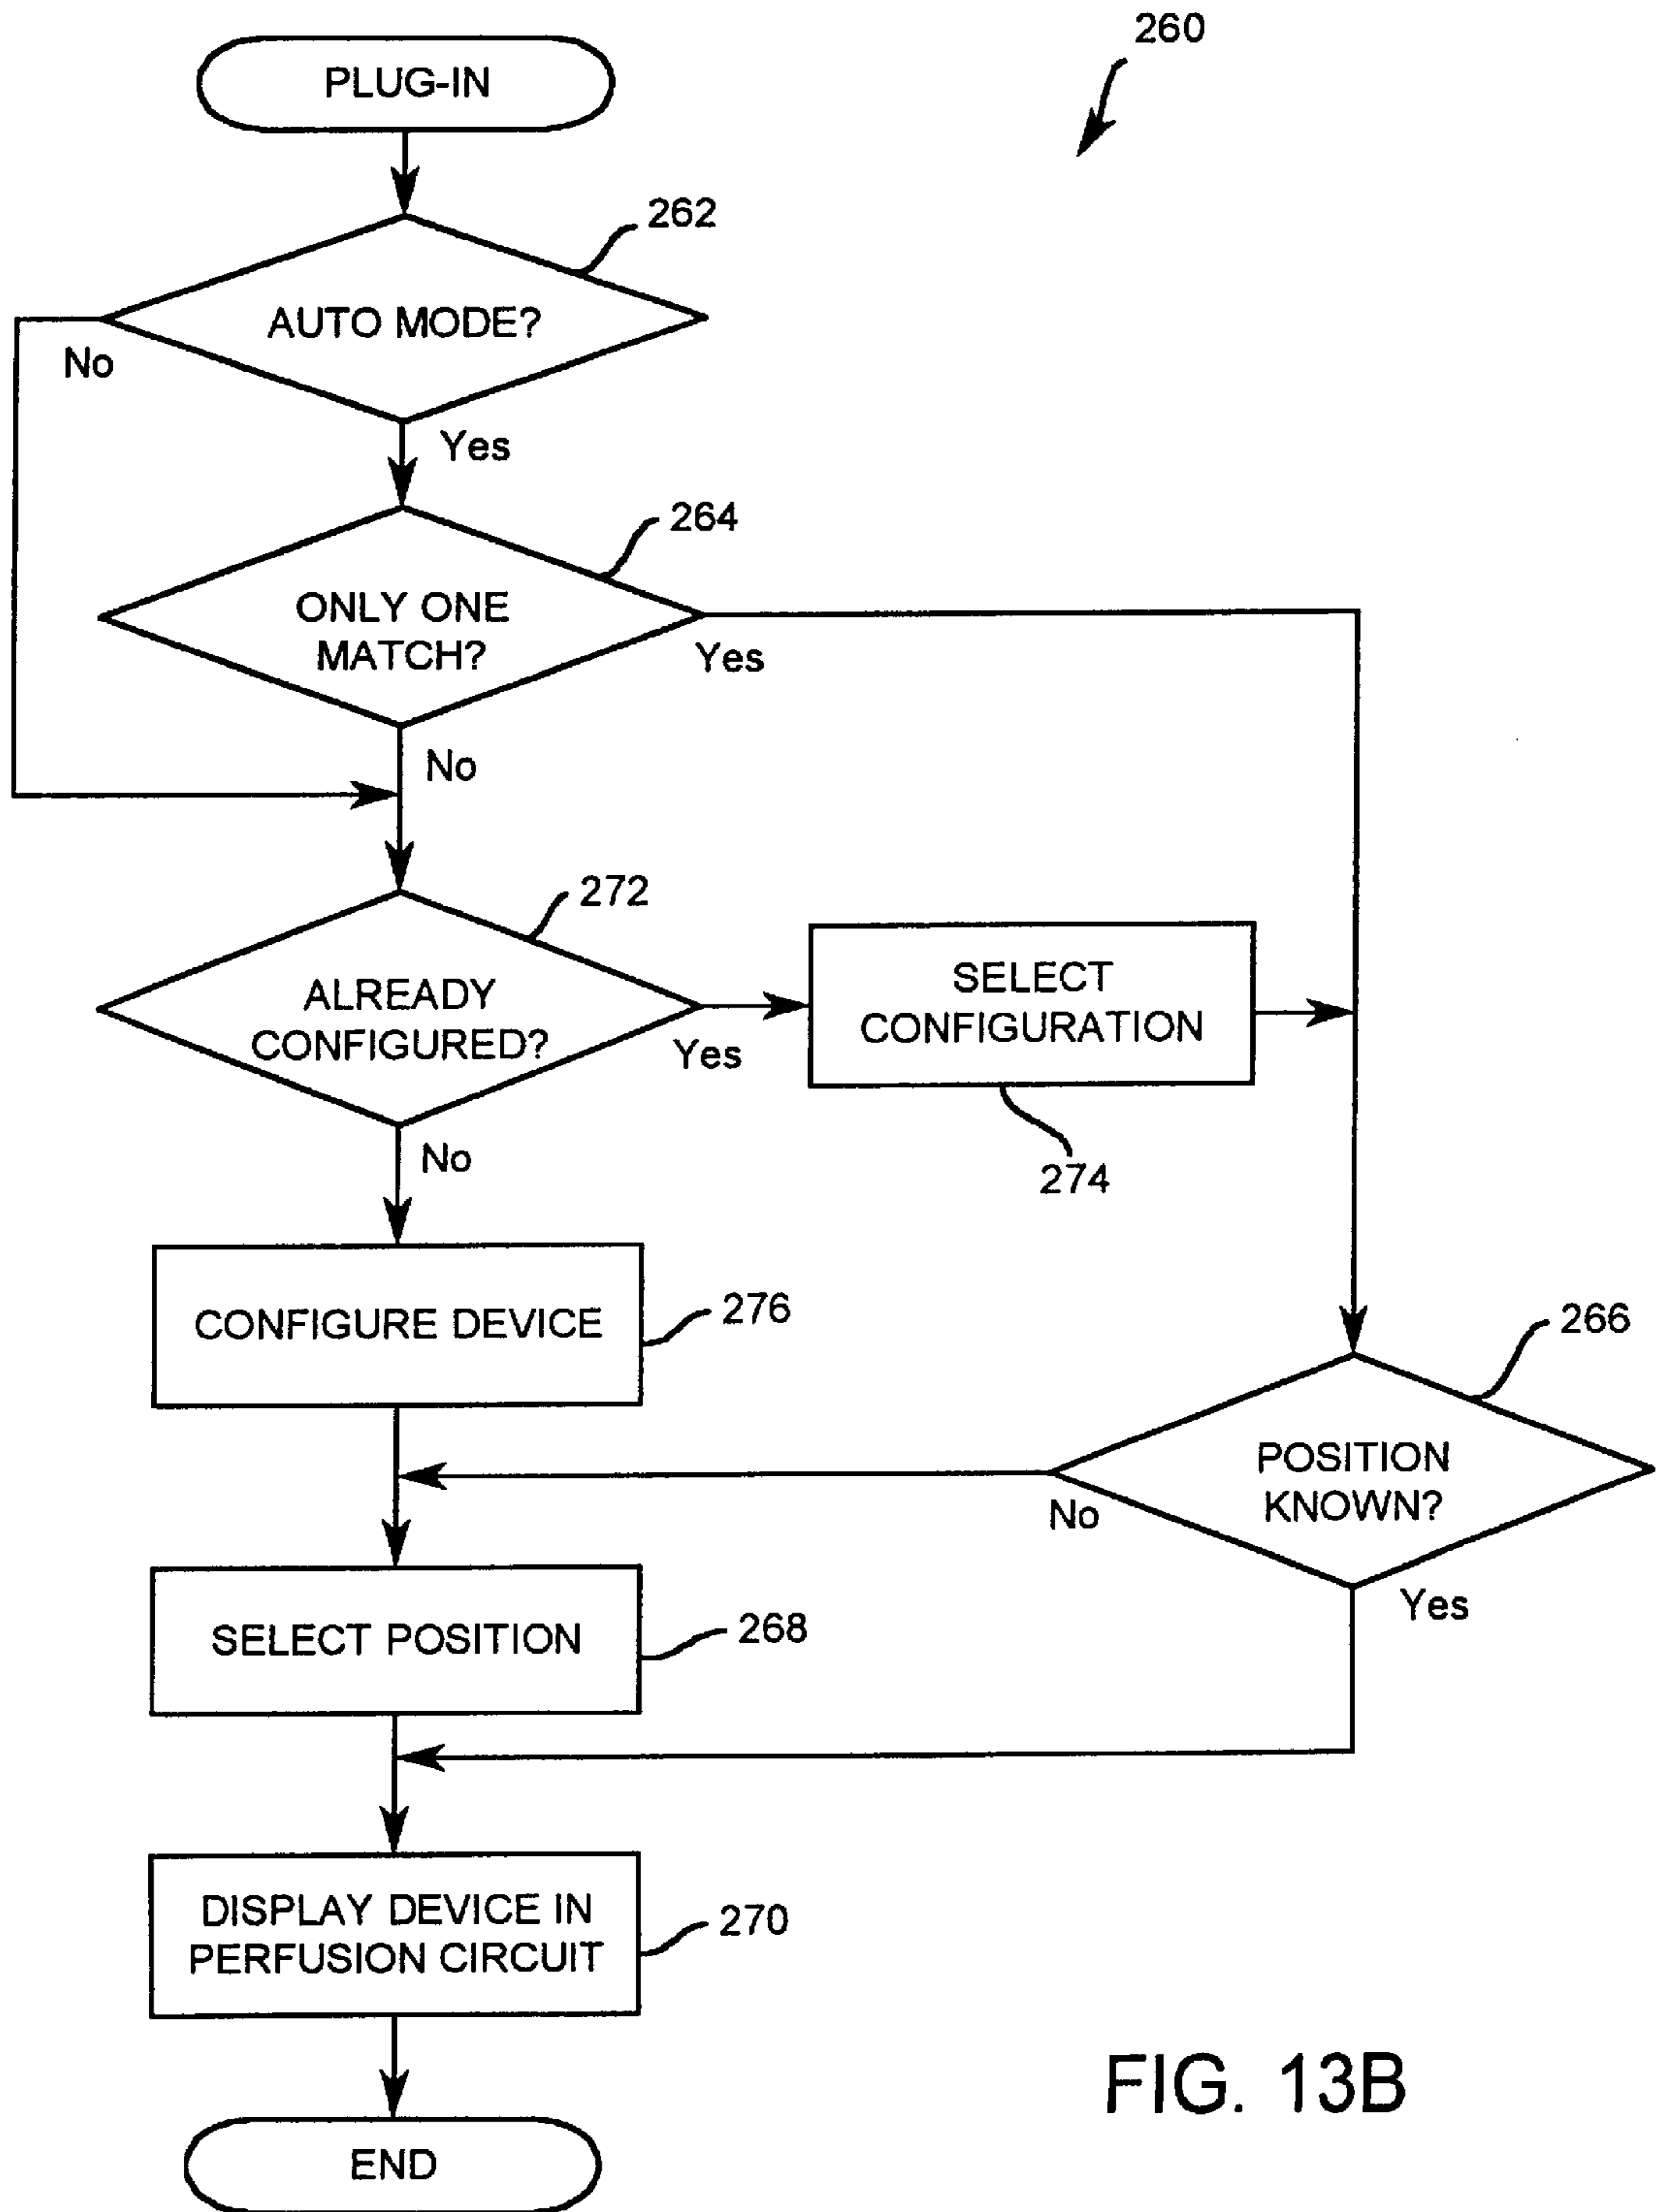 260
PLUG-IN
262
AUTO MODE?
No
Yes
264
ONLY ONE
MATCH?
Yes
No
272
ALREADY
CONFIGURED?
Yes
SELECT
CONFIGURATION
274
No
CONFIGURE DEVICE
276
266
POSITION
KNOWN?
No
Yes
SELECT POSITION
268
DISPLAY DEVICE IN
PERFUSION CIRCUIT
270
END
FIG. 13B